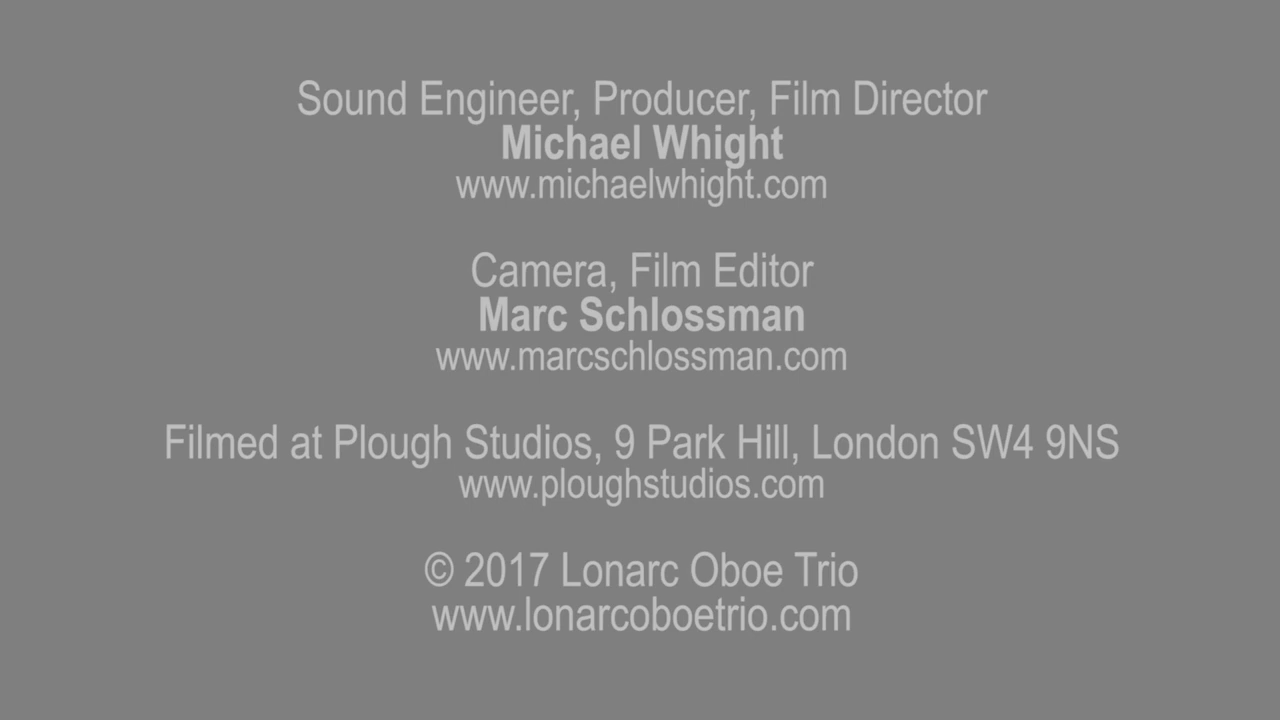 Sound Engineer, Producer, Film Director
Michael Whight
www.michaelwhight.com
Camera, Film Editor
Marc Schlossman
www.marcschlossman.com
Filmed at Plough Studios, 9 Park Hill, London SW4 9NS
www.ploughstudios.com
© 2017 Lonarc Oboe Trio
www.lonarcoboetrio.com